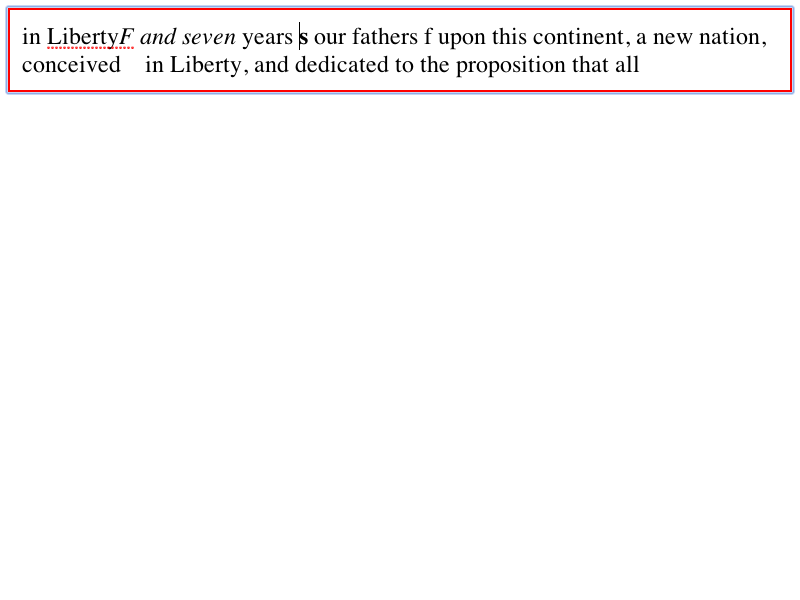 in LibertyF and seven years s our fathers f upon this continent, a new nation,
conceived    in Liberty, and dedicated to the proposition that all